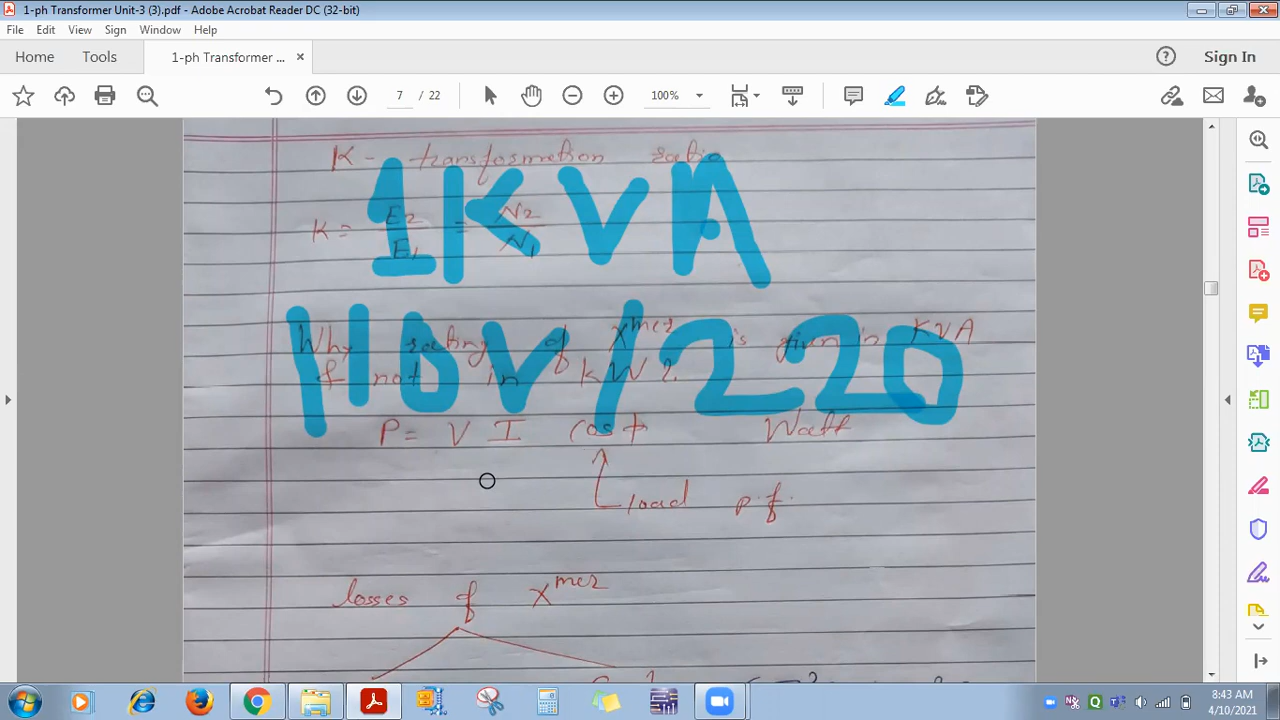 1-ph Transformer Unit-3 (3).pdf - Adobe Acrobat Reader DC (32-bit)
File Edit View Sign Window Help
Home Tools 1-ph Transformer ... × Sign In
7 / 22 100%
K - transformetion ratio
K = E2/E1 = N2/N1
1KVA
Why rating of Xmer is given in KVA
110V/220
& not in KW ?
P = V I cos ϕ Watt
load p.f.
losses of Xmer
8:43 AM
4/10/2021